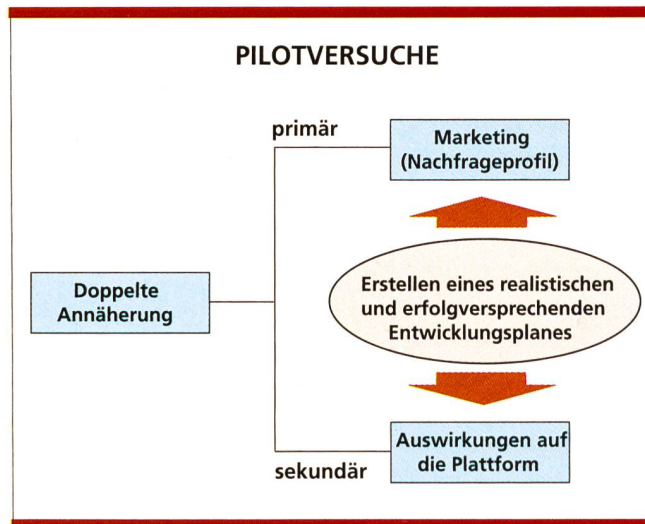 PILOTVERSUCHE
primär
Marketing
(Nachfrageprofil)
Doppelte
Annäherung
Erstellen eines realistischen
und erfolgversprechenden
Entwicklungsplanes
sekundär
Auswirkungen auf
die Plattform